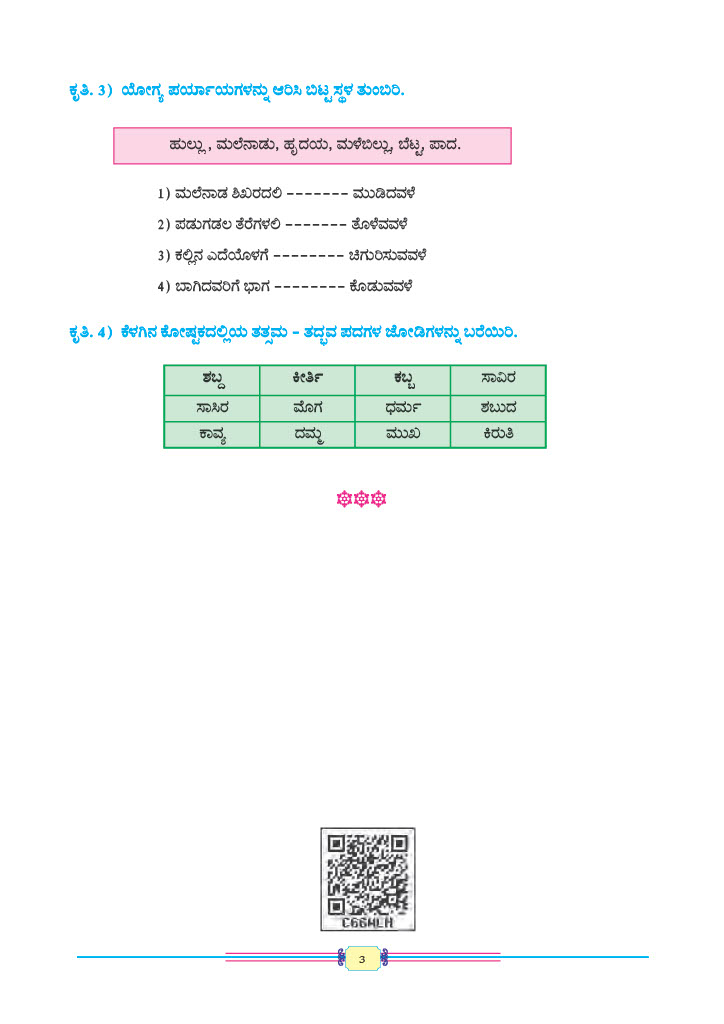 ಕೃತಿ. 3) ಯೋಗ್ಯ ಪರ್ಯಾಯಗಳನ್ನು ಆರಿಸಿ ಬಿಟ್ಟಸ್ಥಳ ತುಂಬಿರಿ.
ಹುಲ್ಲು , ಮಲೆನಾಡು, ಹೃದಯ, ಮಳೆಬಿಲ್ಲು, ಬೆಟ್ಟ, ಪಾದ.
1) ಮಲೆನಾಡ ಶಿಖರದಲಿ ------- ಮುಡಿದವಳೆ
2) ಪಡುಗಡಲ ತೆರೆಗಳಲಿ ------- ತೊಳೆವವಳೆ
3) ಕಲ್ಲಿನ ಎದೆಯೊಳಗೆ -------- ಚಿಗುರಿಸುವವಳೆ
4) ಬಾಗಿದವರಿಗೆ ಭಾಗ -------- ಕೊಡುವವಳೆ
ಕೃತಿ. 4) ಕೆಳಗಿನ ಕೋಷ್ಟಕದಲ್ಲಿಯ ತತ್ಸಮ – ತದ್ಭವ ಪದಗಳ ಜೋಡಿಗಳನ್ನು ಬರೆಯಿರಿ.
ಶಬ್ದ ಕೀರ್ತಿ ಕಬ್ಬ ಸಾವಿರ
ಸಾಸಿರ ಮೊಗ ಧರ್ಮ ಶಬುದ
ಕಾವ್ಯ ದಮ್ಮ ಮುಖ ಕಿರುತಿ
C6GWLM
3